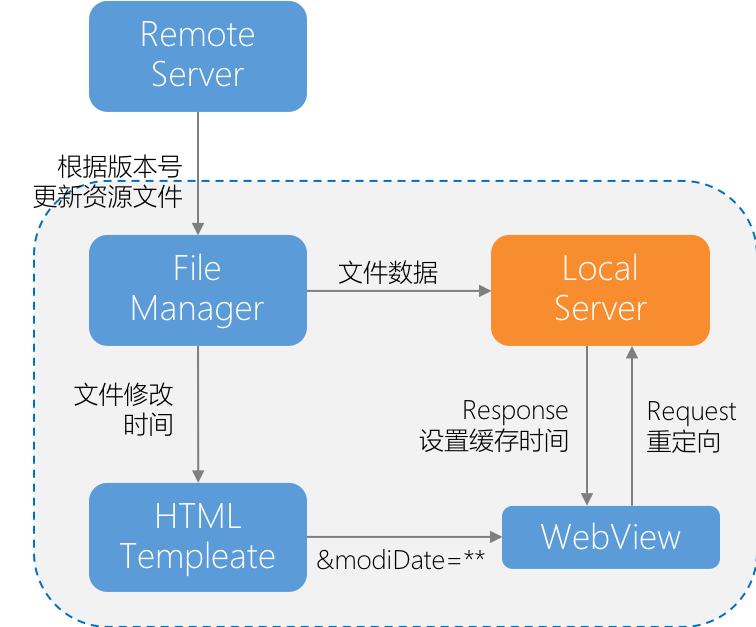 Remote
Server
根据版本号
更新资源文件
File
Manager
文件数据
Local
Server
文件修改
时间
Response
设置缓存时间
Request
重定向
HTML
Templeate
&modiDate=**
WebView